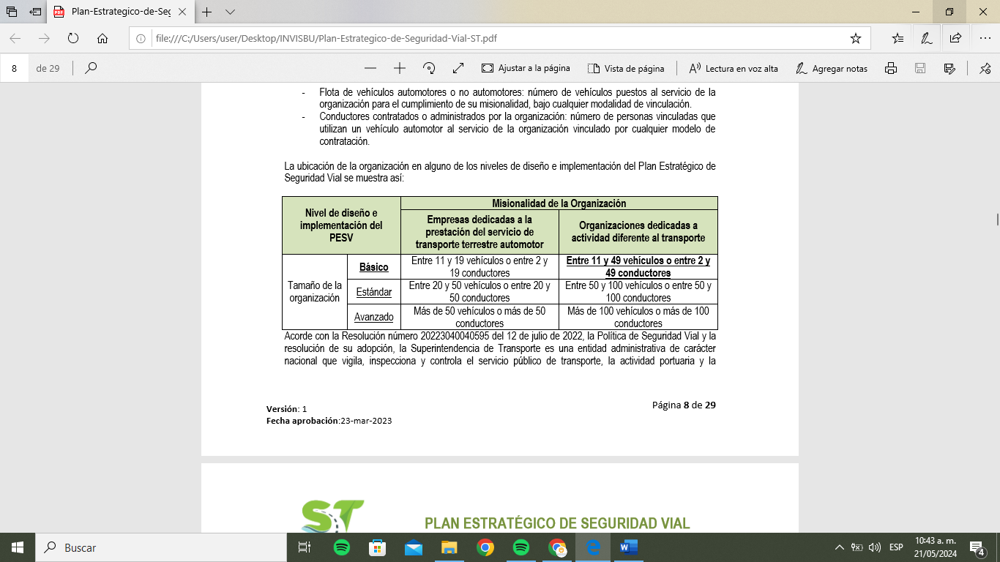 Plan-Estrategico-de-Seg
file:///C:/Users/user/Desktop/INVISBU/Plan-Estrategico-de-Seguridad-Vial-ST.pdf
8 de 29
Ajustar a la página
Vista de página
Lectura en voz alta
Agregar notas
- Flota de vehículos automotores o no automotores: número de vehículos puestos al servicio de la
organización para el cumplimiento de su misionalidad, bajo cualquier modalidad de vinculación.
- Conductores contratados o administrados por la organización: número de personas vinculadas que
utilizan un vehículo automotor al servicio de la organización vinculado por cualquier modelo de
contratación.
La ubicación de la organización en alguno de los niveles de diseño e implementación del Plan Estratégico de
Seguridad Vial se muestra así:
Nivel de diseño e
implementación del
PESV
Misionalidad de la Organización
Empresas dedicadas a la
prestación del servicio de
transporte terrestre automotor
Organizaciones dedicadas a
actividad diferente al transporte
Tamaño de la
organización
Básico
Entre 11 y 19 vehículos o entre 2 y
19 conductores
Entre 11 y 49 vehículos o entre 2 y
49 conductores
Estándar
Entre 20 y 50 vehículos o entre 20 y
50 conductores
Entre 50 y 100 vehículos o entre 50 y
100 conductores
Avanzado
Más de 50 vehículos o más de 50
conductores
Más de 100 vehículos o más de 100
conductores
Acorde con la Resolución número 20223040040595 del 12 de julio de 2022, la Política de Seguridad Vial y la
resolución de su adopción, la Superintendencia de Transporte es una entidad administrativa de carácter
nacional que vigila, inspecciona y controla el servicio público de transporte, la actividad portuaria y la
Versión: 1
Fecha aprobación:23-mar-2023
Página 8 de 29
ST
PLAN ESTRATÉGICO DE SEGURIDAD VIAL
Buscar
ESP
10:43 a. m.
21/05/2024
4